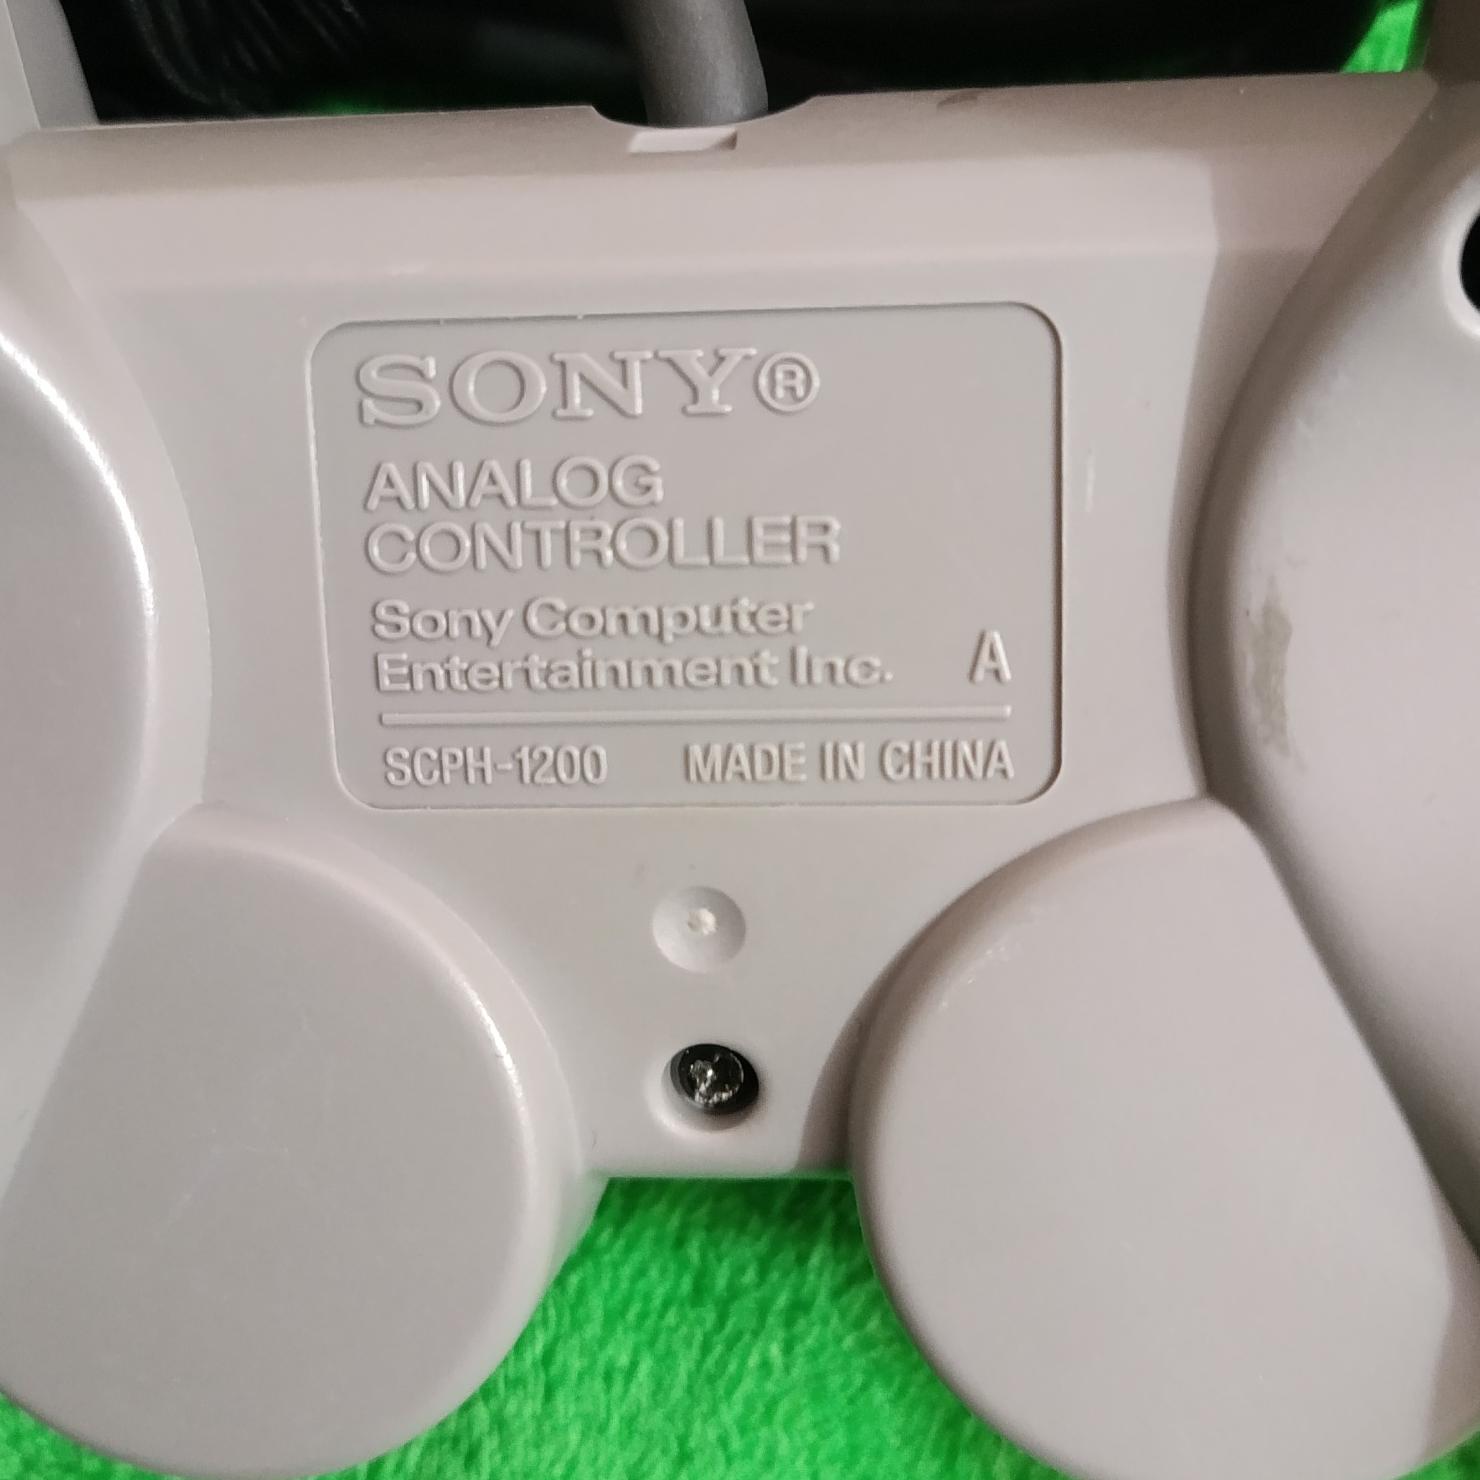 SONY®
ANALOG
CONTROLLER
Sony Computer
Entertainment Inc. A
SCPH-1200 MADE IN CHINA